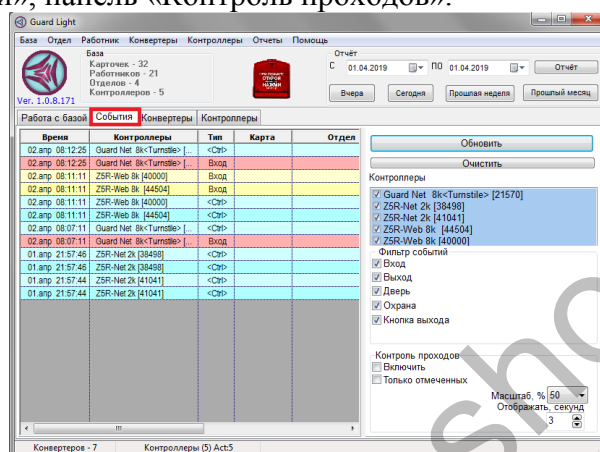 и», панель «Контроль проходов».
Guard Light
База Отдел Работник Конвертеры Контроллеры Отчеты Помощь
База
Карточек - 32
Работников - 21
Отделов - 4
Контроллеров - 5
Ver. 1.0.8.171
Отчёт
С 01.04.2019 ПО 01.04.2019 Отчёт
Вчера Сегодня Прошлая неделя Прошлый месяц
Работа с базой События Конвертеры Контроллеры
Время Контроллеры Тип Карта Отдел
02.апр 08:12:25 Guard Net 8k<Turnstile> [... <Ctrl>
02.апр 08:12:25 Guard Net 8k<Turnstile> [... Вход
02.апр 08:11:11 Z5R-Web 8k [40000] Вход
02.апр 08:11:11 Z5R-Web 8k [44504] Вход
02.апр 08:11:11 Z5R-Web 8k [40000] <Ctrl>
02.апр 08:11:11 Z5R-Web 8k [44504] <Ctrl>
02.апр 08:07:11 Guard Net 8k<Turnstile> [... <Ctrl>
02.апр 08:07:11 Guard Net 8k<Turnstile> [... Вход
01.апр 21:57:46 Z5R-Net 2k [38498] <Ctrl>
01.апр 21:57:46 Z5R-Net 2k [38498] <Ctrl>
01.апр 21:57:44 Z5R-Net 2k [41041] <Ctrl>
01.апр 21:57:44 Z5R-Net 2k [41041] <Ctrl>
Обновить
Очистить
Контроллеры
Guard Net 8k<Turnstile> [21570]
Z5R-Net 2k [38498]
Z5R-Net 2k [41041]
Z5R-Web 8k [44504]
Z5R-Web 8k [40000]
Фильтр событий
Вход
Выход
Дверь
Охрана
Кнопка выхода
Контроль проходов
Включить
Только отмеченных
Масштаб, % 50
Отображать, секунд
3
Конвертеров - 7 Контроллеры (5) Act:5